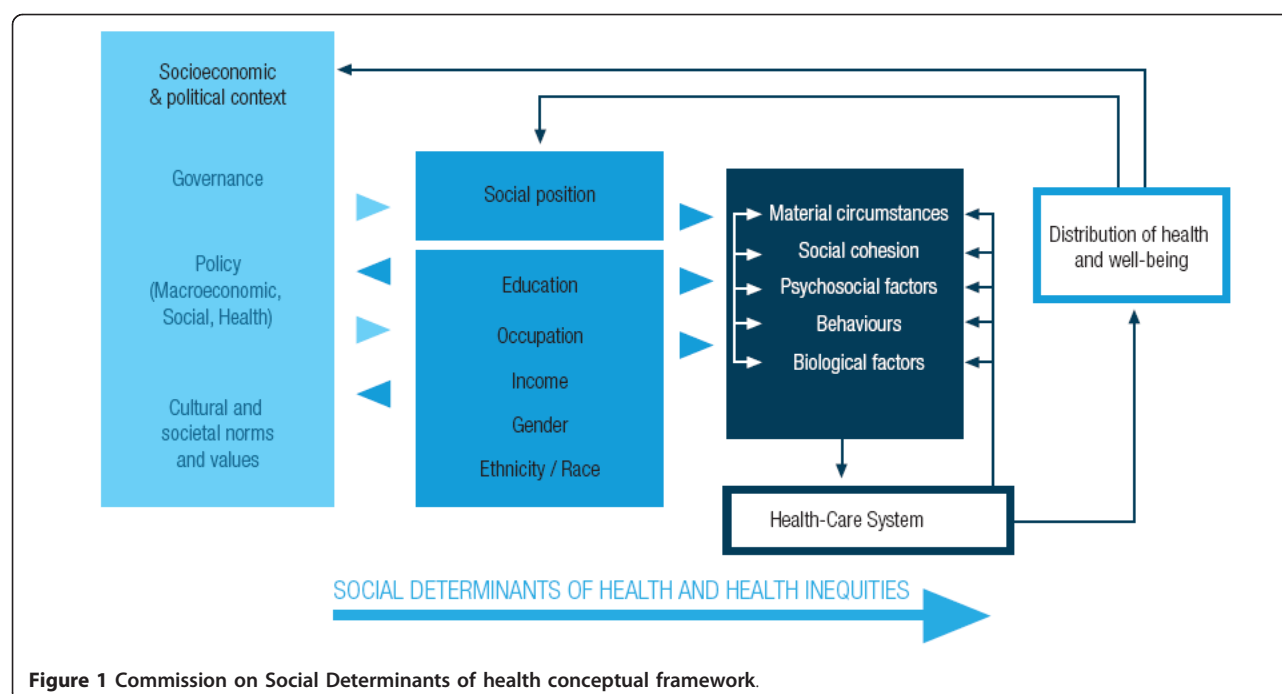 Socioeconomic
& political context
Governance
Policy
(Macroeconomic,
Social, Health)
Cultural and
societal norms
and values
Social position
Education
Occupation
Income
Gender
Ethnicity / Race
Material circumstances
Social cohesion
Psychosocial factors
Behaviours
Biological factors
Health-Care System
Distribution of health
and well-being
SOCIAL DETERMINANTS OF HEALTH AND HEALTH INEQUITIES
Figure 1 Commission on Social Determinants of health conceptual framework.